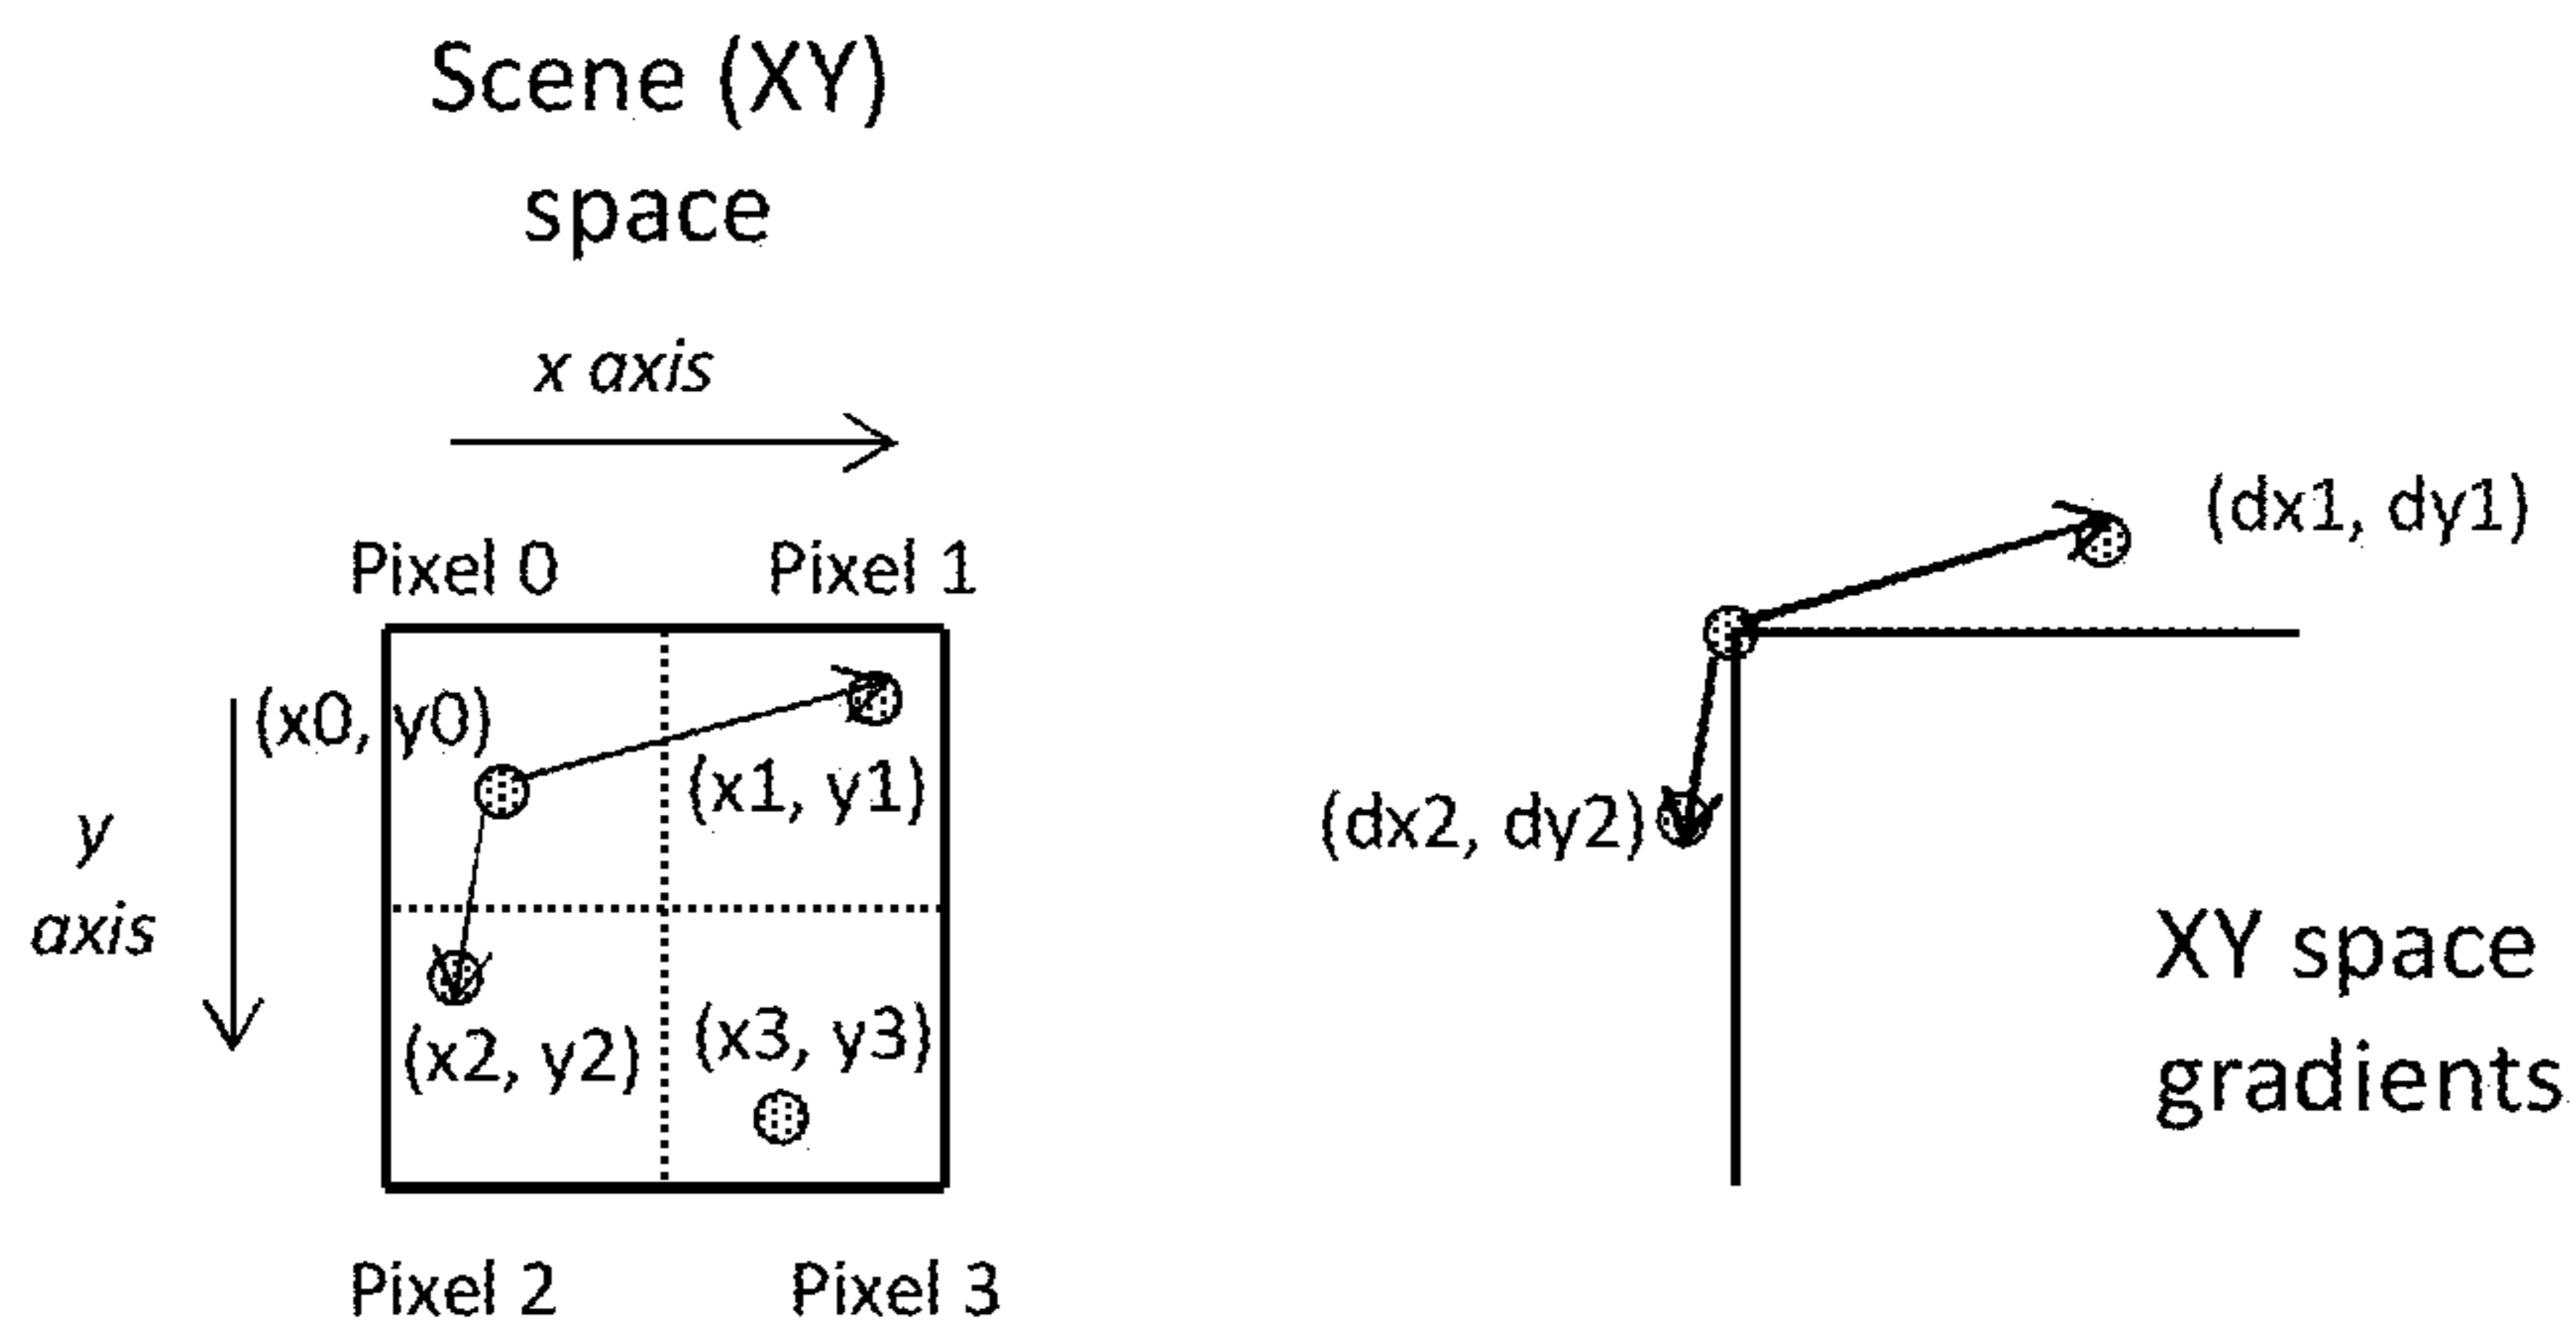 Scene (XY)
space
x axis
Pixel 0
Pixel 1
(x0, y0)
(x1, y1)
y
axis
(x2, y2)
(x3, y3)
Pixel 2
Pixel 3
(dx1, dy1)
(dx2, dy2)
XY space
gradients